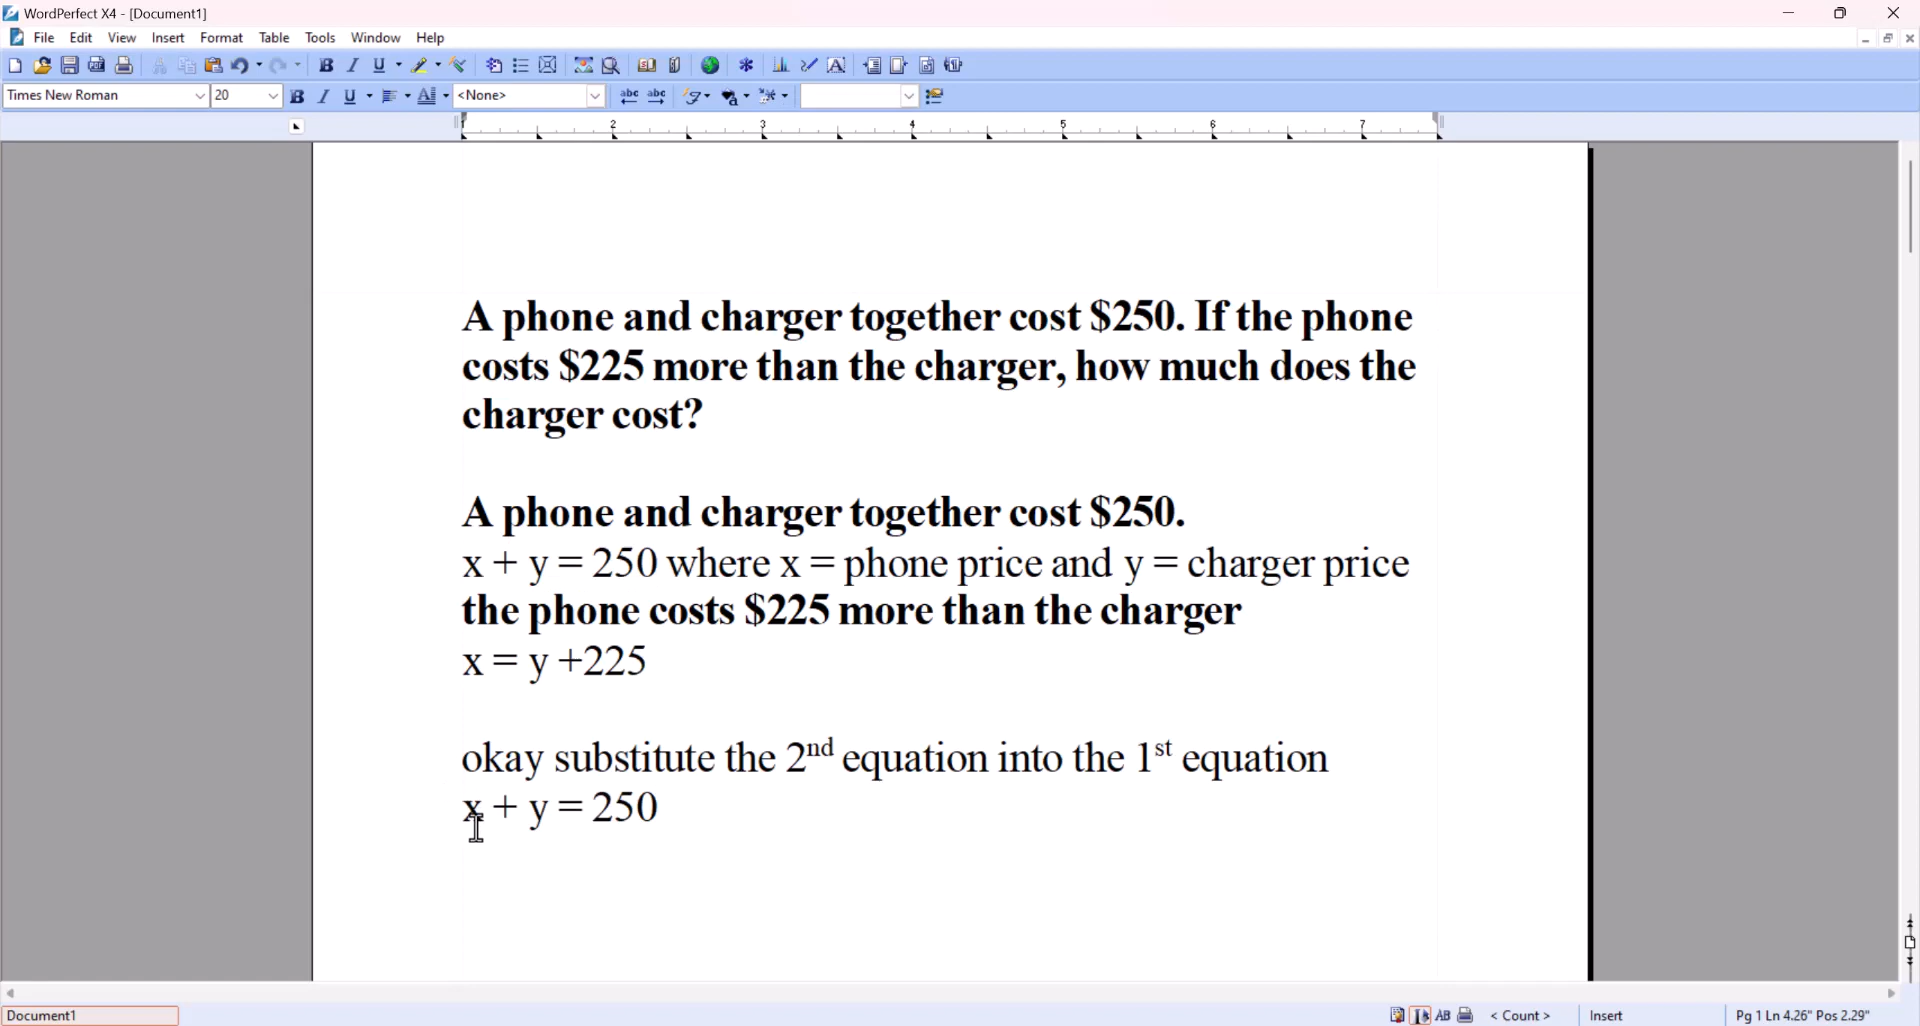 WordPerfect X4 - [Document1]
File Edit View Insert Format Table Tools Window Help
Times New Roman 20 <None>
1 2 3 4 5 6 7
A phone and charger together cost $250. If the phone
costs $225 more than the charger, how much does the
charger cost?
A phone and charger together cost $250.
x + y = 250 where x = phone price and y = charger price
the phone costs $225 more than the charger
x = y +225
okay substitute the 2nd equation into the 1st equation
x + y = 250
Document1 AB < Count > Insert Pg 1 Ln 4.26" Pos 2.29"